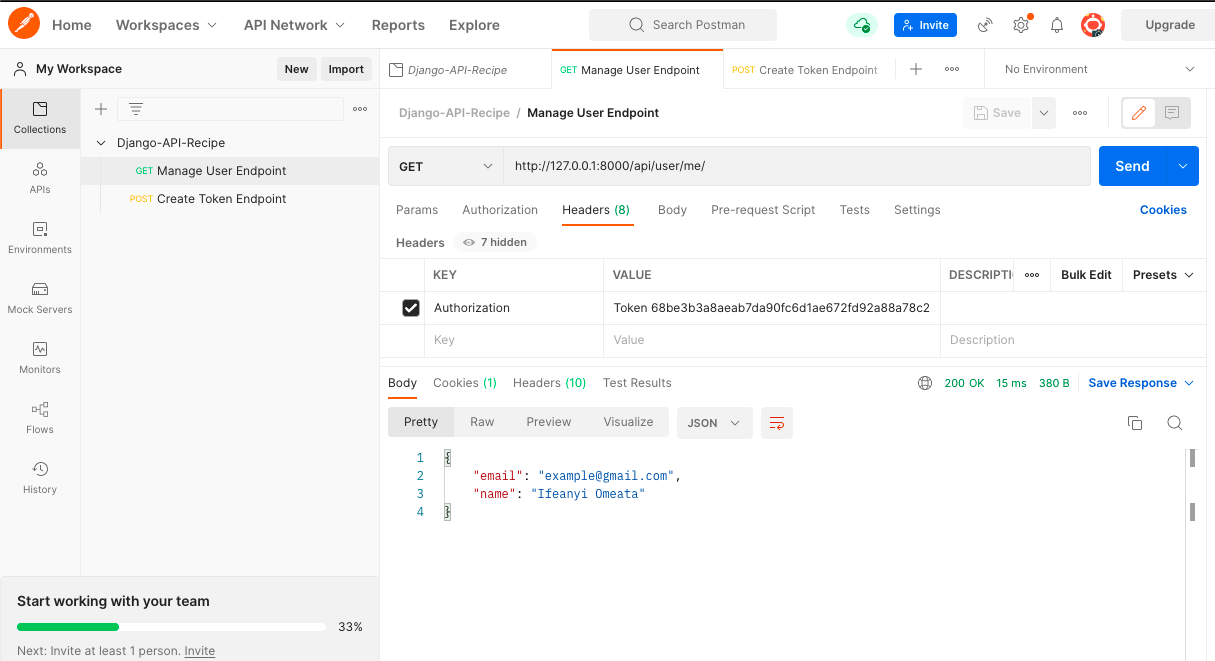 Home Workspaces API Network Reports Explore Search Postman Invite Upgrade
My Workspace New Import
Django-API-Recipe GET Manage User Endpoint POST Create Token Endpoint No Environment
Collections
APIs
Environments
Mock Servers
Monitors
Flows
History
Django-API-Recipe
GET Manage User Endpoint
POST Create Token Endpoint
Start working with your team
33%
Next: Invite at least 1 person. Invite
Django-API-Recipe / Manage User Endpoint Save
GET http://127.0.0.1:8000/api/user/me/ Send
Params Authorization Headers (8) Body Pre-request Script Tests Settings Cookies
Headers 7 hidden
KEY VALUE DESCRIPTI Bulk Edit Presets
Authorization Token 68be3b3a8aeab7da90fc6d1ae672fd92a88a78c2
Key Value Description
Body Cookies (1) Headers (10) Test Results 200 OK 15 ms 380 B Save Response
Pretty Raw Preview Visualize JSON
1 {
2 "email": "example@gmail.com",
3 "name": "Ifeanyi Omeata"
4 }